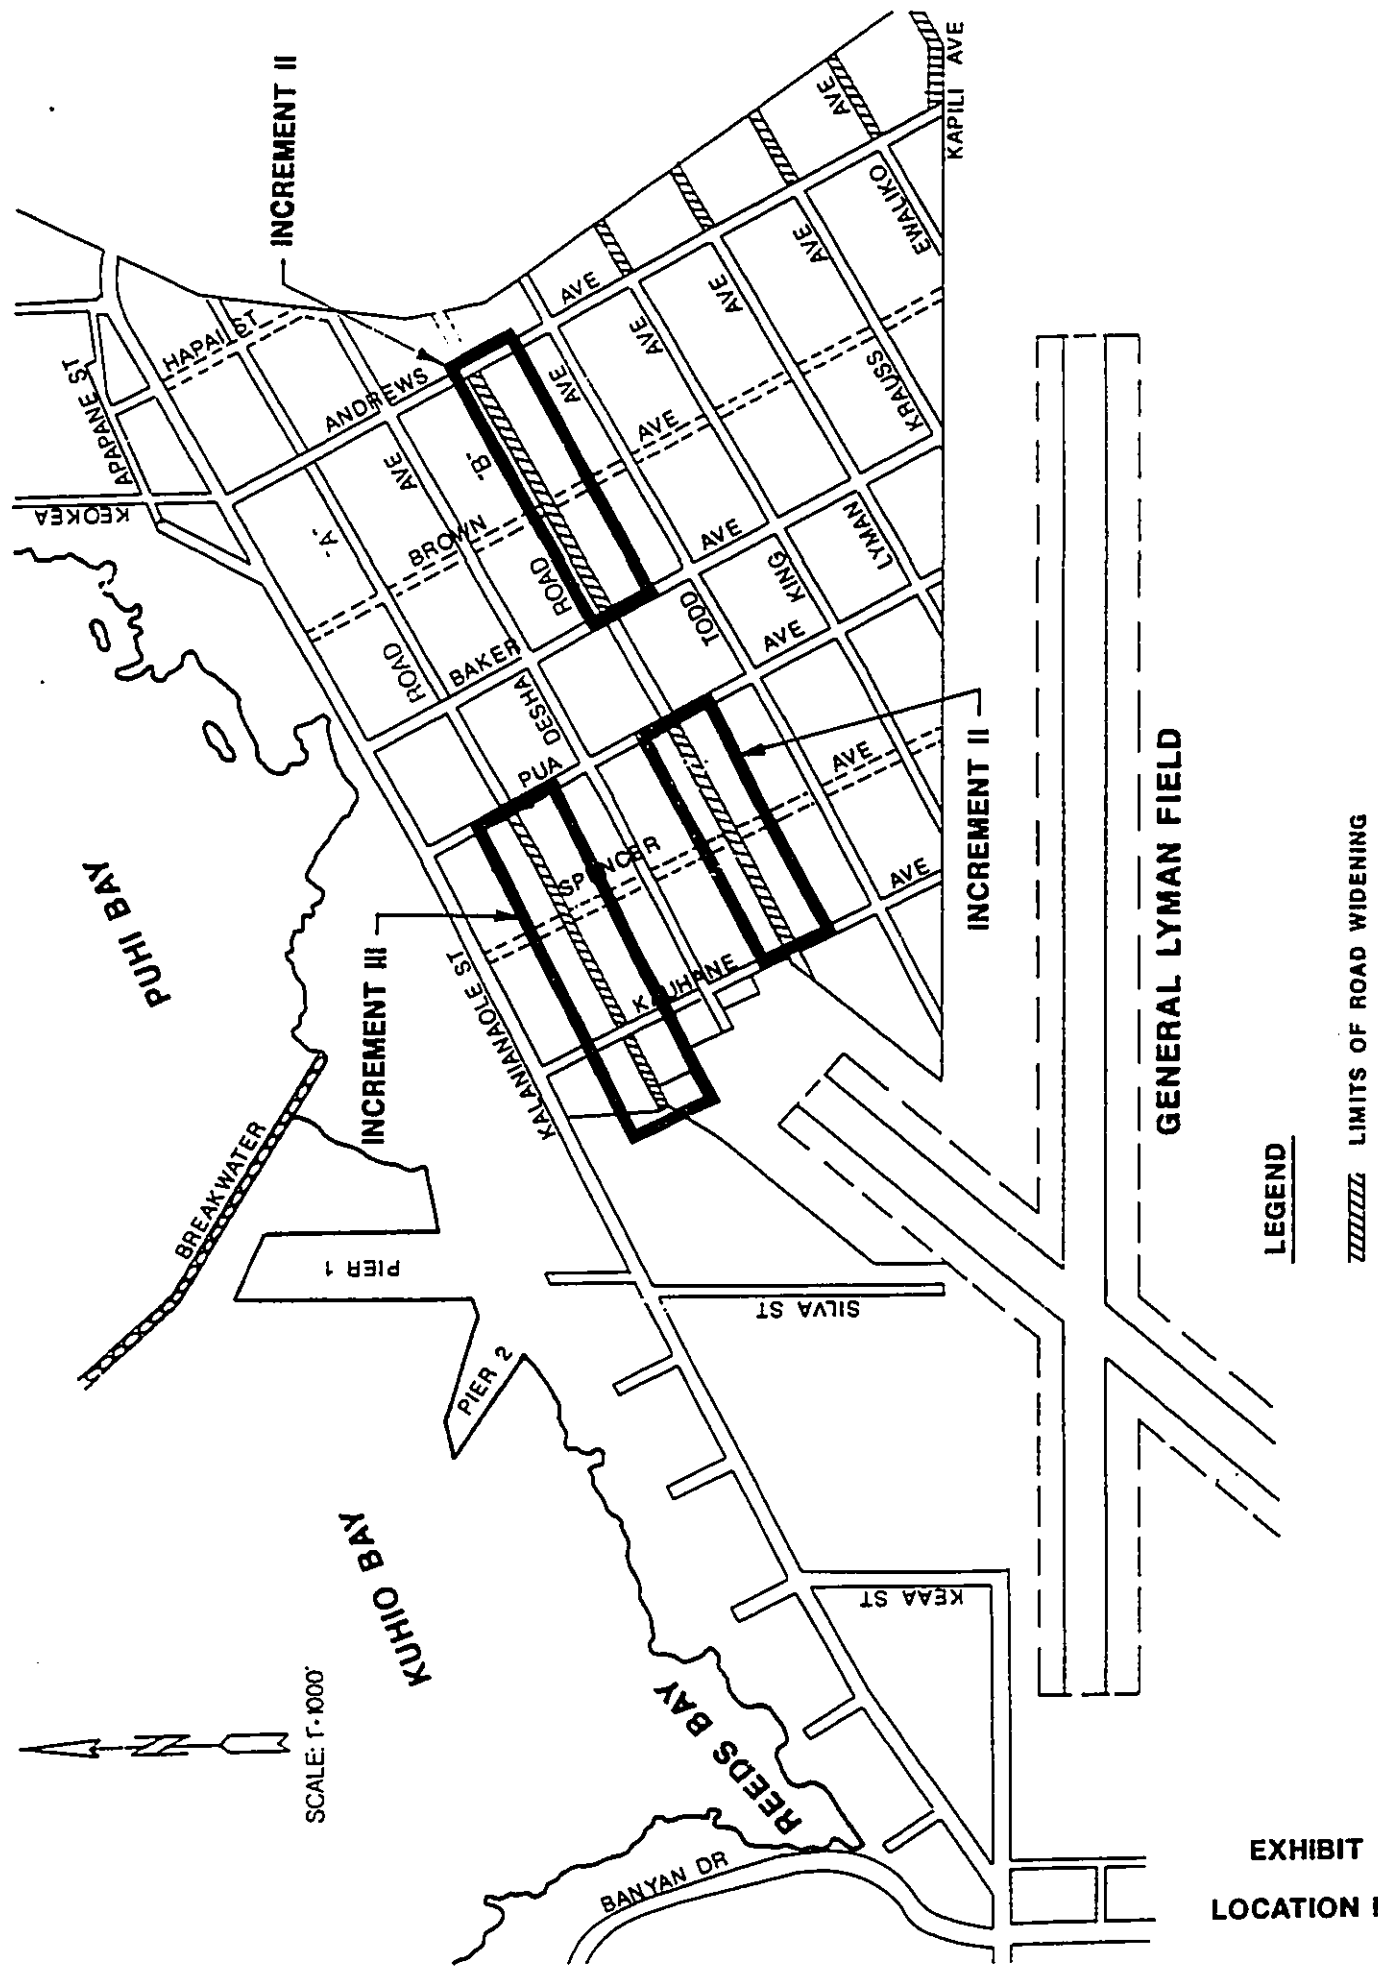 INCREMENT II
KAPILI AVE
AVE
EWALIKO
AVE
AVE
AVE
AVE
AVE
AVE
KRAUSS
HAPAI ST
APAPANE ST
KEOKEA
ANDREWS
"A"
AVE
"B"
BROWN
ROAD
ROAD
BAKER
AVE
LYMAN
KING
AVE
TODD
DESHA
PUA
SPENCER
AVE
AVE
INCREMENT II
INCREMENT III
KALANIANAOLE ST
KAUHANE
PUHI BAY
BREAKWATER
PIER 1
PIER 2
SILVA ST
GENERAL LYMAN FIELD
LEGEND
LIMITS OF ROAD WIDENING
KUHIO BAY
KEAA ST
REEDS BAY
BANYAN DR
SCALE: 1"=1000'
EXHIBIT
LOCATION